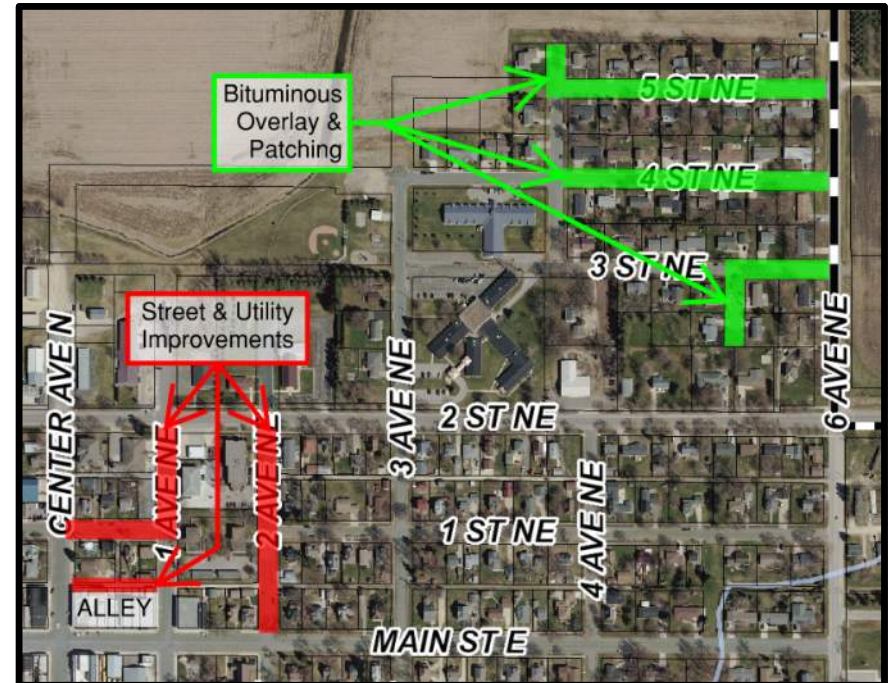 Bituminous
Overlay &
Patching
5 ST NE
4 ST NE
3 ST NE
Street & Utility
Improvements
CENTER AVE N
1 AVE NE
2 AVE NE
3 AVE NE
2 ST NE
6 AVE NE
1 ST NE
4 AVE NE
ALLEY
MAIN ST E